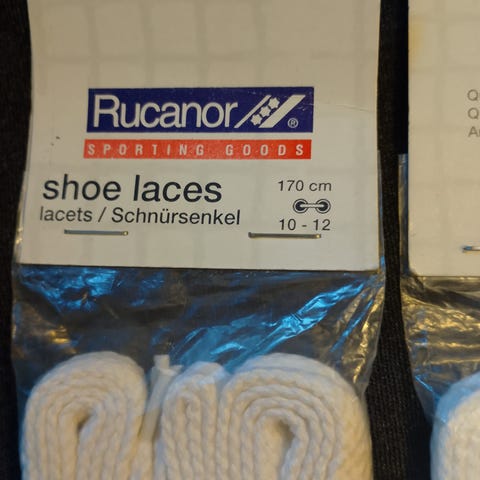 Rucanor ®
SPORTING GOODS
shoe laces
lacets / Schnürsenkel
170 cm
10 - 12